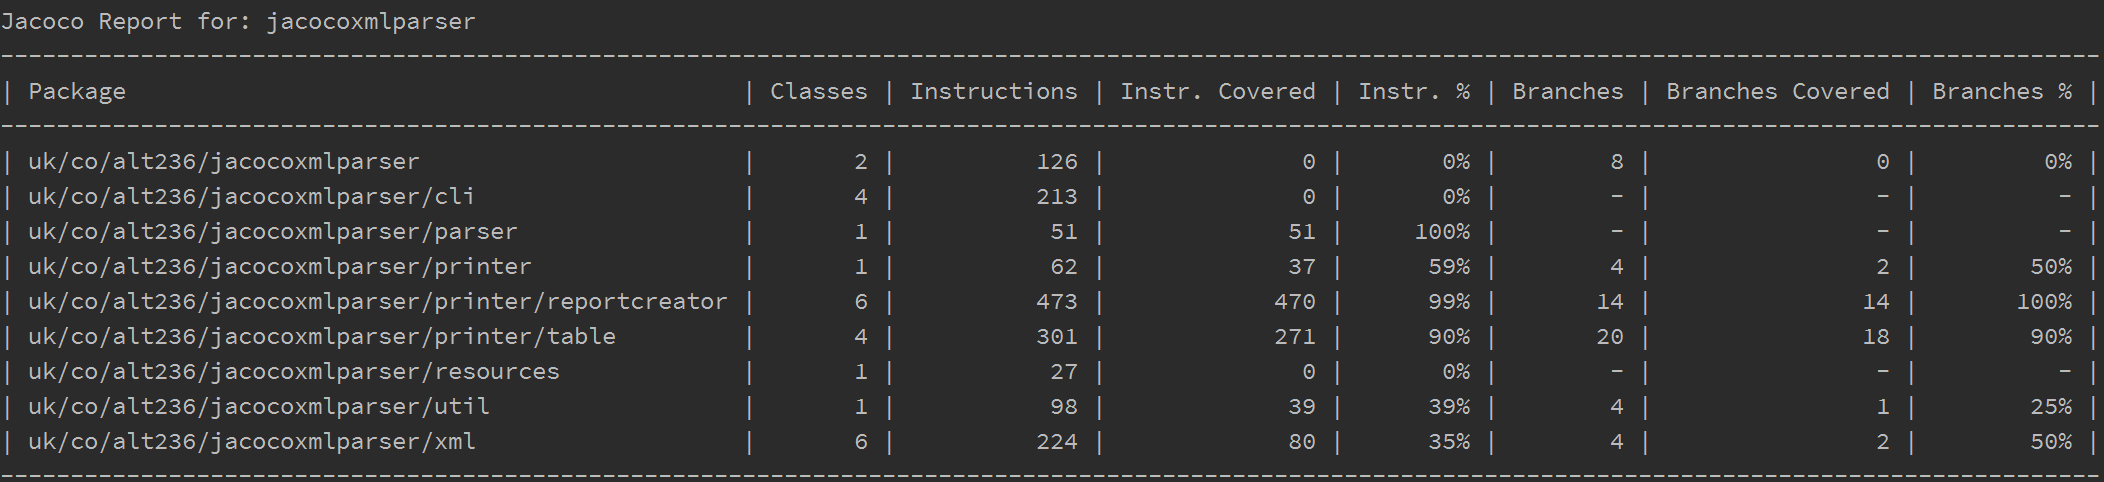 Jacoco Report for: jacocoxmlparser
------------------------------------------------------------------------------------------------------------------------------------------------------
| Package                                            | Classes | Instructions | Instr. Covered | Instr. % | Branches | Branches Covered | Branches % |
------------------------------------------------------------------------------------------------------------------------------------------------------
| uk/co/alt236/jacocoxmlparser                       |       2 |          126 |              0 |       0% |        8 |                0 |         0% |
| uk/co/alt236/jacocoxmlparser/cli                   |       4 |          213 |              0 |       0% |        - |                - |          - |
| uk/co/alt236/jacocoxmlparser/parser                |       1 |           51 |             51 |     100% |        - |                - |          - |
| uk/co/alt236/jacocoxmlparser/printer               |       1 |           62 |             37 |      59% |        4 |                2 |        50% |
| uk/co/alt236/jacocoxmlparser/printer/reportcreator |       6 |          473 |            470 |      99% |       14 |               14 |       100% |
| uk/co/alt236/jacocoxmlparser/printer/table         |       4 |          301 |            271 |      90% |       20 |               18 |        90% |
| uk/co/alt236/jacocoxmlparser/resources             |       1 |           27 |              0 |       0% |        - |                - |          - |
| uk/co/alt236/jacocoxmlparser/util                  |       1 |           98 |             39 |      39% |        4 |                1 |        25% |
| uk/co/alt236/jacocoxmlparser/xml                   |       6 |          224 |             80 |      35% |        4 |                2 |        50% |
------------------------------------------------------------------------------------------------------------------------------------------------------